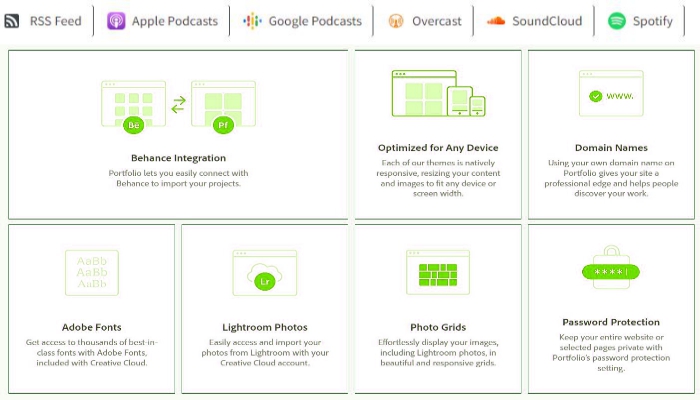 RSS Feed
Apple Podcasts
Google Podcasts
Overcast
SoundCloud
Spotify
Be
Pf
Behance Integration
Portfolio lets you easily connect with
Behance to import your projects.
Optimized for Any Device
Each of our themes is natively
responsive, resizing your content
and images to fit any device or
screen width.
www.
Domain Names
Using your own domain name on
Portfolio gives your site a
professional edge and helps people
discover your work.
AaBb
AaBb
AaBb
Adobe Fonts
Get access to thousands of best-in-
class fonts with Adobe Fonts,
included with Creative Cloud.
Lr
Lightroom Photos
Easily access and import your
photos from Lightroom with your
Creative Cloud account.
Photo Grids
Effortlessly display your images,
including Lightroom photos, in
beautiful and responsive grids.
****|
Password Protection
Keep your entire website or
selected pages private with
Portfolio's password protection
setting.